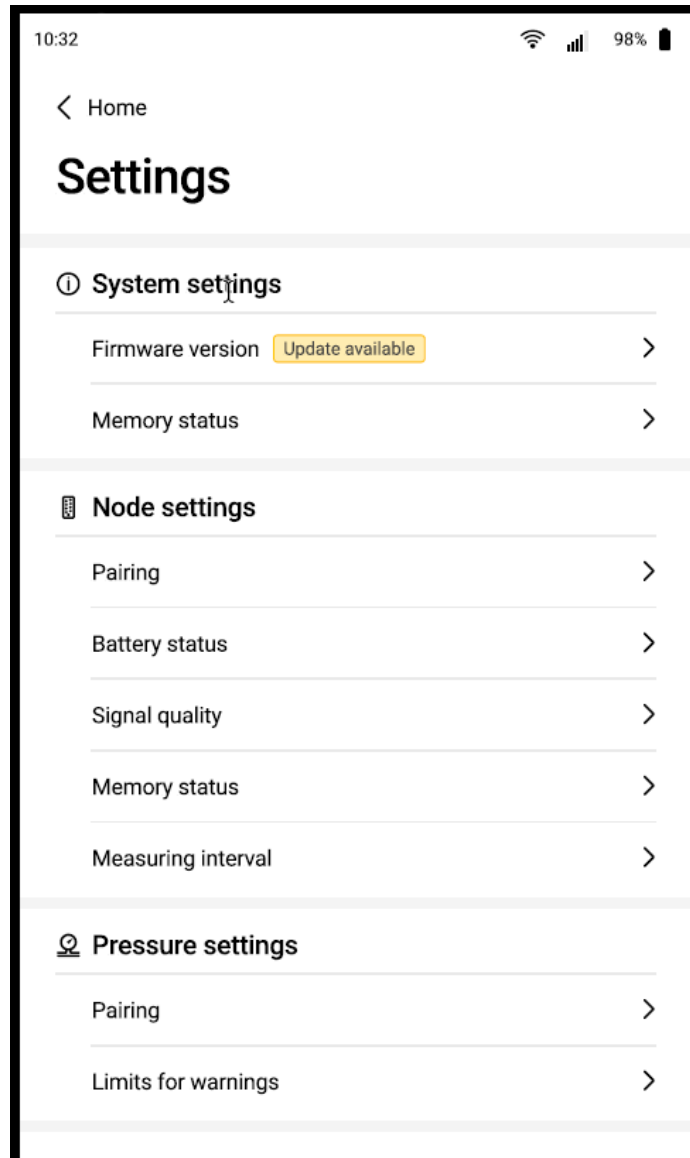 10:32 98%
Home
Settings
System settings
Firmware version Update available
Memory status
Node settings
Pairing
Battery status
Signal quality
Memory status
Measuring interval
Pressure settings
Pairing
Limits for warnings